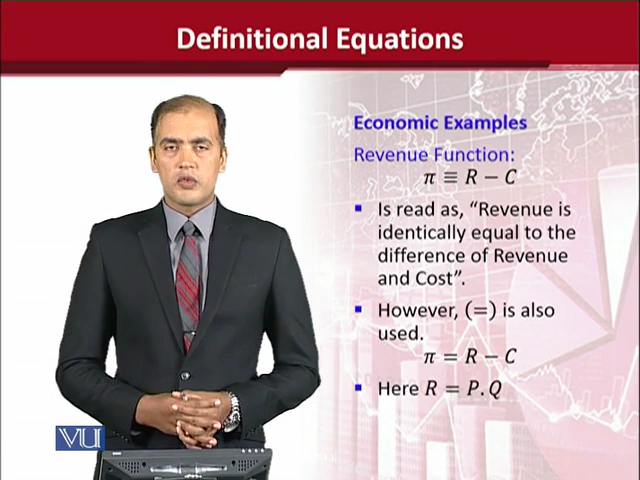 Definitional Equations
Economic Examples
Revenue Function:
π ≡ R − C
▪ Is read as, “Revenue is
identically equal to the
difference of Revenue
and Cost”.
▪ However, (=) is also
used.
π = R − C
▪ Here R = P.Q
VU